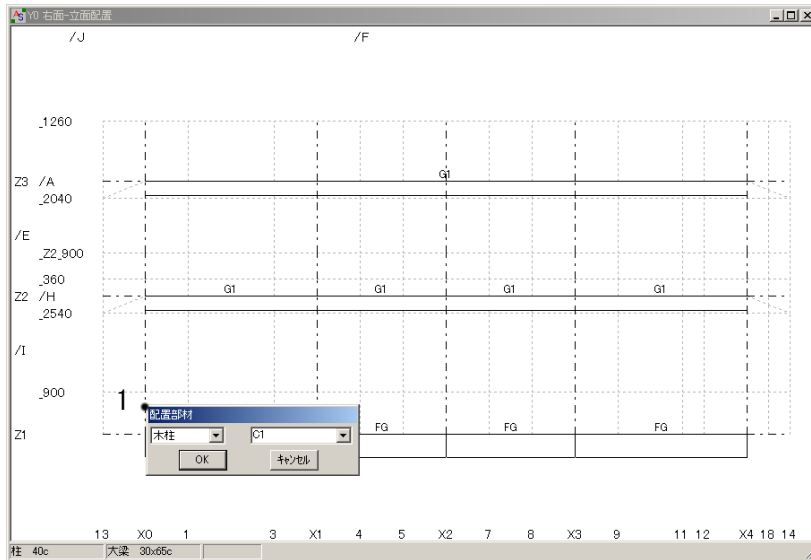 Y0 右面-立面配置
/J /F
_1260
G1
Z3 /A
_2040
/E
_Z2_900
_360
G1 G1 G1 G1
Z2 /H
_2540
/I
_900
1
配置部材
木柱 C1
OK キャンセル
FG FG FG
Z1
13 X0 1 3 X1 4 5 X2 7 8 X3 9 11 12 X4 18 14
柱 40c 大梁 30x65c